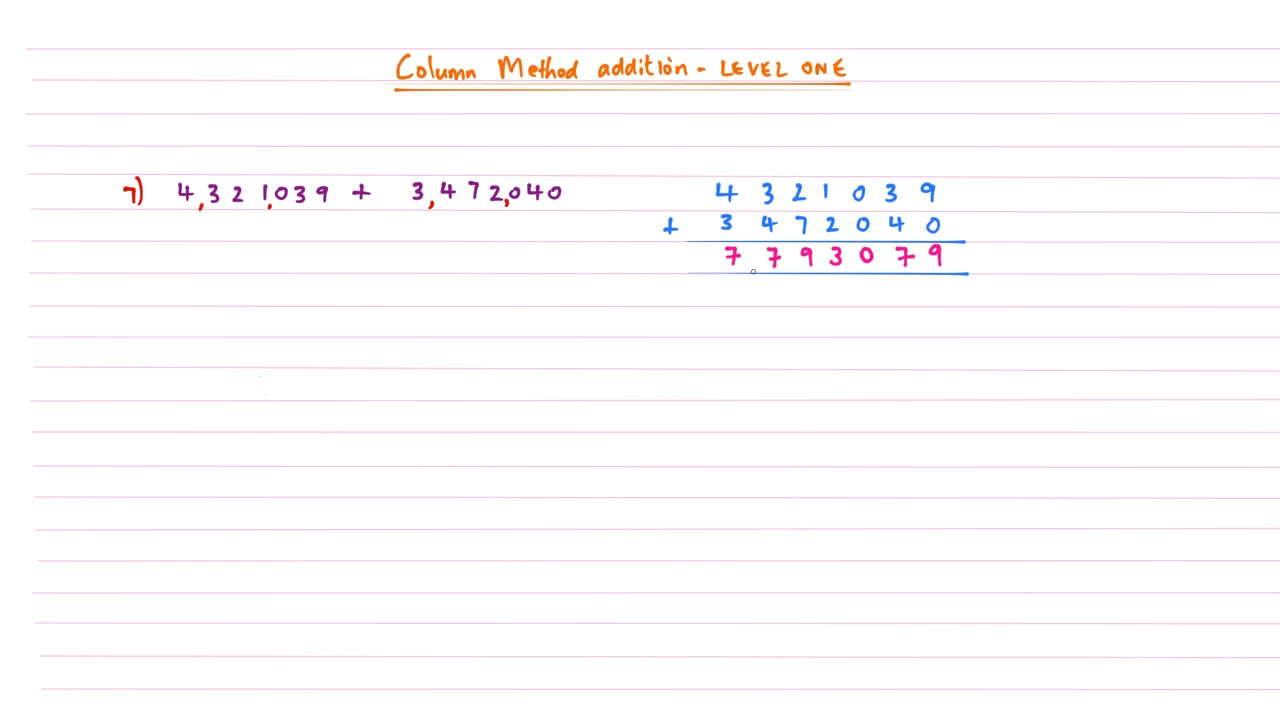 Column Method addition - LEVEL ONE
7) 4,321,039 + 3,472,040
4 3 2 1 0 3 9
+ 3 4 7 2 0 4 0
7 7 9 3 0 7 9